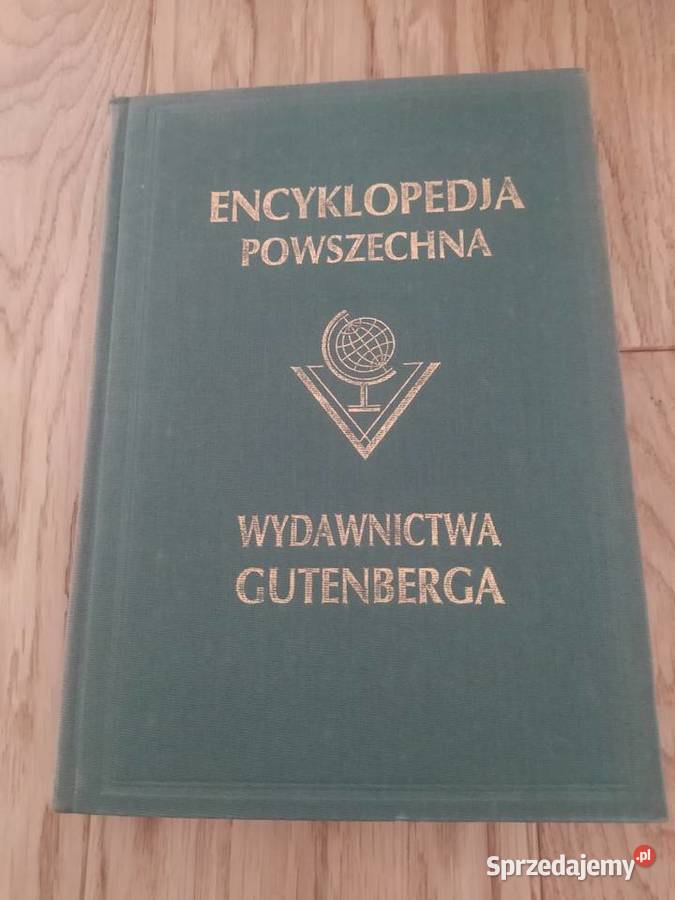 ENCYKLOPEDJA
POWSZECHNA
WYDAWNICTWA
GUTENBERGA
Sprzedajemy.pl